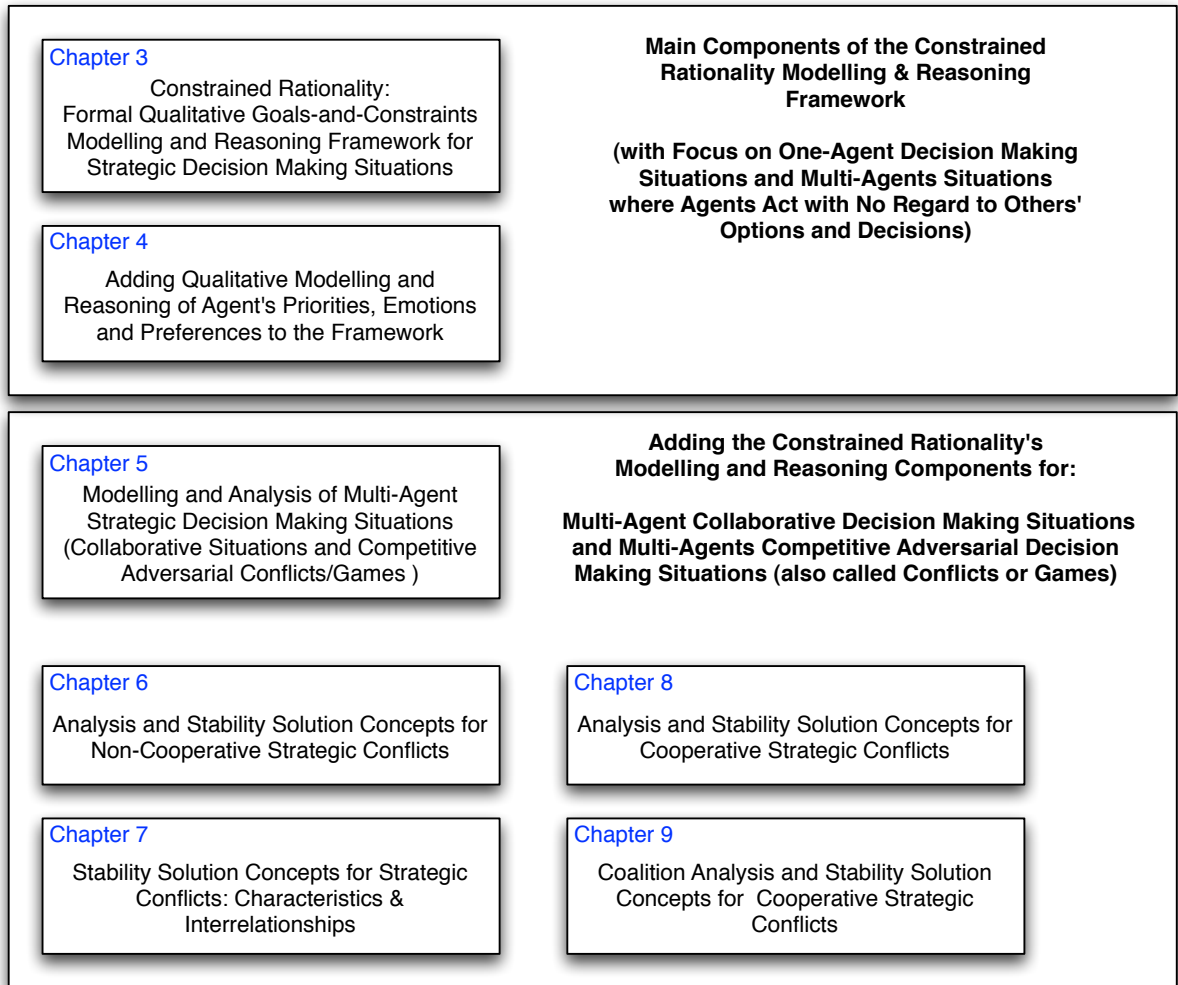 Chapter 3
Constrained Rationality:
Formal Qualitative Goals-and-Constraints
Modelling and Reasoning Framework for
Strategic Decision Making Situations
Main Components of the Constrained
Rationality Modelling & Reasoning
Framework
(with Focus on One-Agent Decision Making
Situations and Multi-Agents Situations
where Agents Act with No Regard to Others'
Options and Decisions)
Chapter 4
Adding Qualitative Modelling and
Reasoning of Agent's Priorities, Emotions
and Preferences to the Framework
Chapter 5
Modelling and Analysis of Multi-Agent
Strategic Decision Making Situations
(Collaborative Situations and Competitive
Adversarial Conflicts/Games )
Adding the Constrained Rationality's
Modelling and Reasoning Components for:
Multi-Agent Collaborative Decision Making Situations
and Multi-Agents Competitive Adversarial Decision
Making Situations (also called Conflicts or Games)
Chapter 6
Analysis and Stability Solution Concepts for
Non-Cooperative Strategic Conflicts
Chapter 8
Analysis and Stability Solution Concepts for
Cooperative Strategic Conflicts
Chapter 7
Stability Solution Concepts for Strategic
Conflicts: Characteristics &
Interrelationships
Chapter 9
Coalition Analysis and Stability Solution
Concepts for  Cooperative Strategic
Conflicts